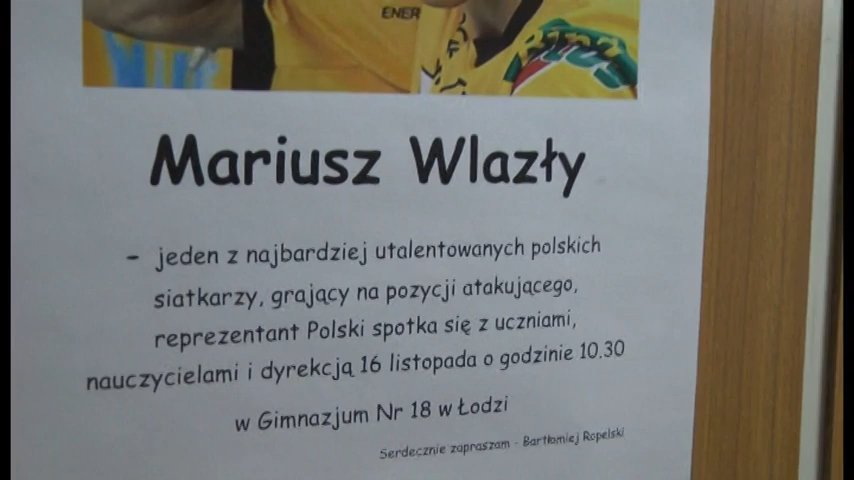 ENER
Mariusz Wlazły
- jeden z najbardziej utalentowanych polskich
siatkarzy, grający na pozycji atakującego,
reprezentant Polski spotka się z uczniami,
nauczycielami i dyrekcją 16 listopada o godzinie 10.30
w Gimnazjum Nr 18 w Łodzi
Serdecznie zapraszam - Bartłomiej Ropelski